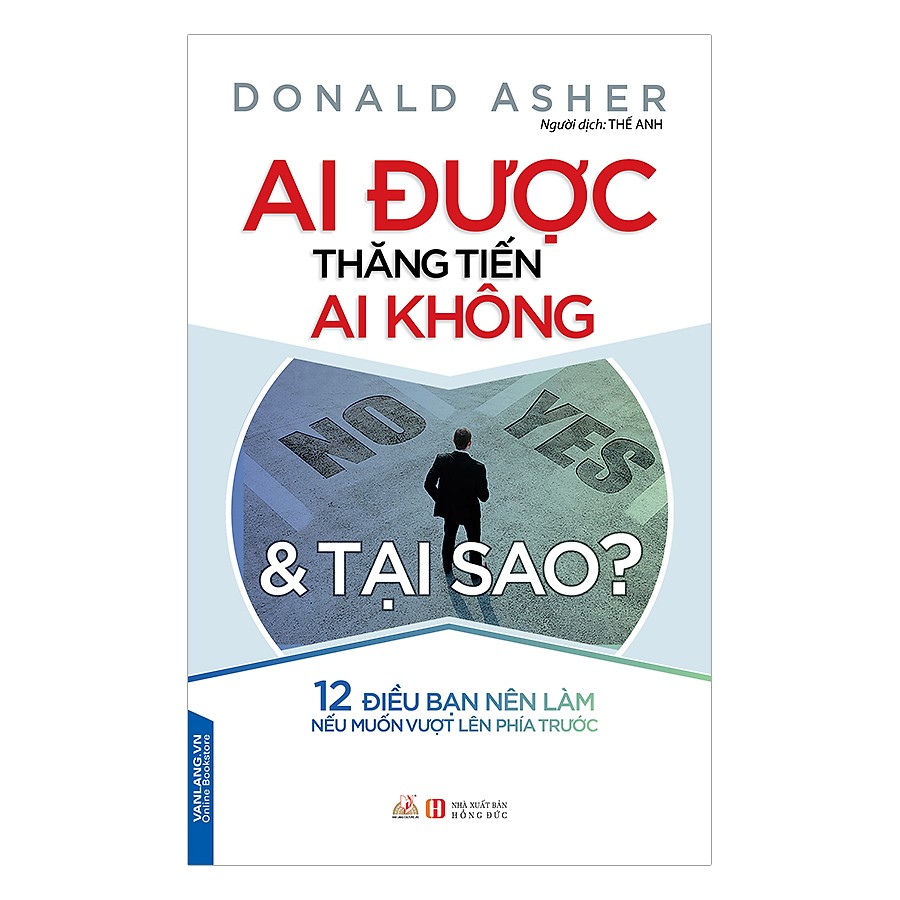 DONALD ASHER
Người dịch: THẾ ANH
AI ĐƯỢC
THĂNG TIẾN
AI KHÔNG
NO YES
& TẠI SAO?
12 ĐIỀU BẠN NÊN LÀM
NẾU MUỐN VƯỢT LÊN PHÍA TRƯỚC
VANLANG.VN
Online Bookstore
NHÀ XUẤT BẢN
HỒNG ĐỨC